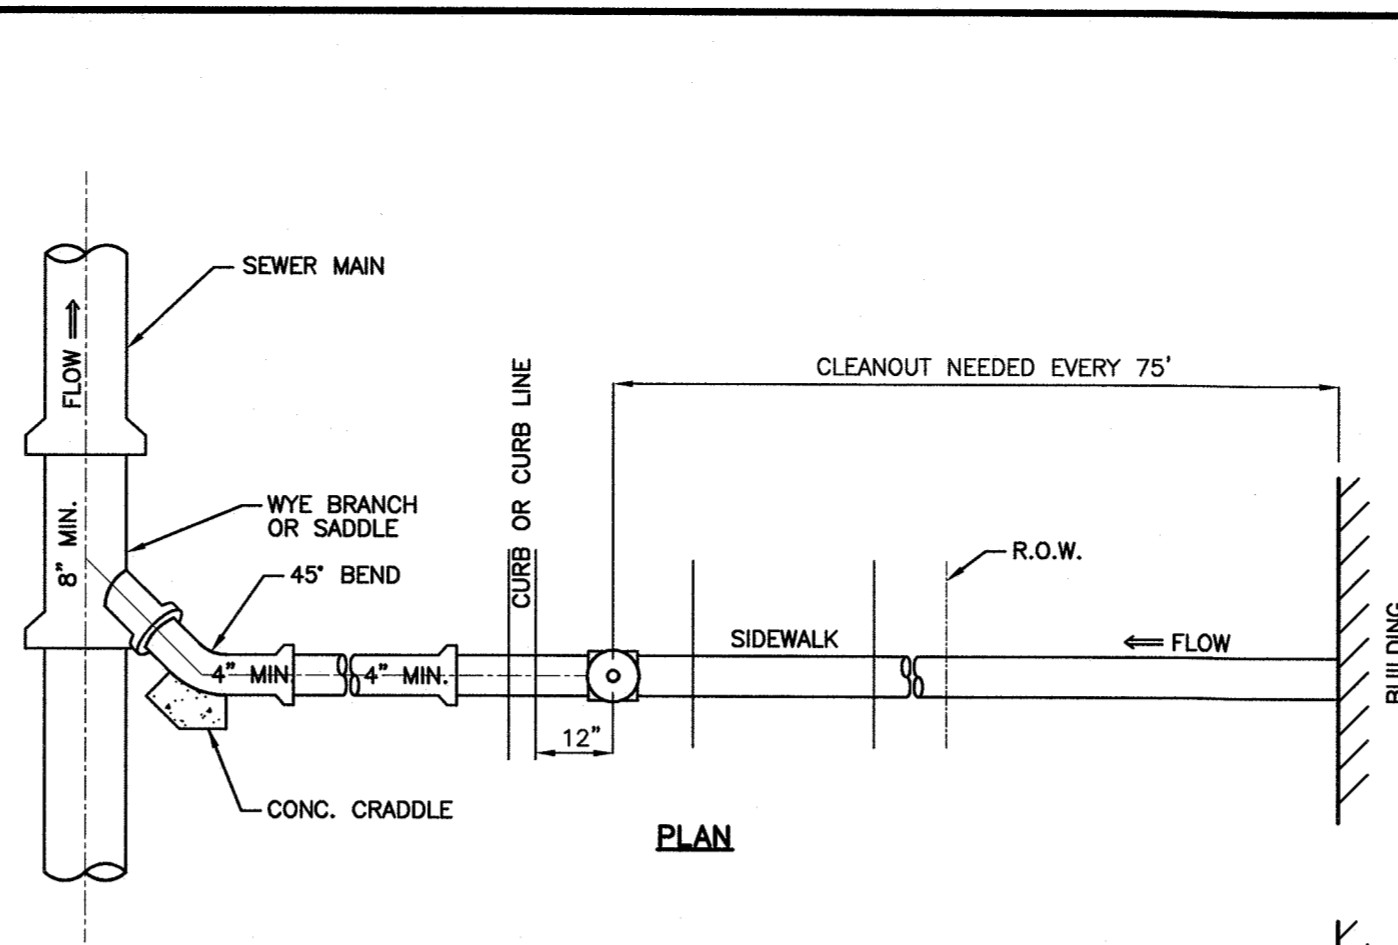 SEWER MAIN
FLOW
CLEANOUT NEEDED EVERY 75'
CURB OR CURB LINE
WYE BRANCH
OR SADDLE
8" MIN.
45° BEND
R.O.W.
SIDEWALK
FLOW
BUILDING
4" MIN
4" MIN.
12"
CONC. CRADDLE
PLAN